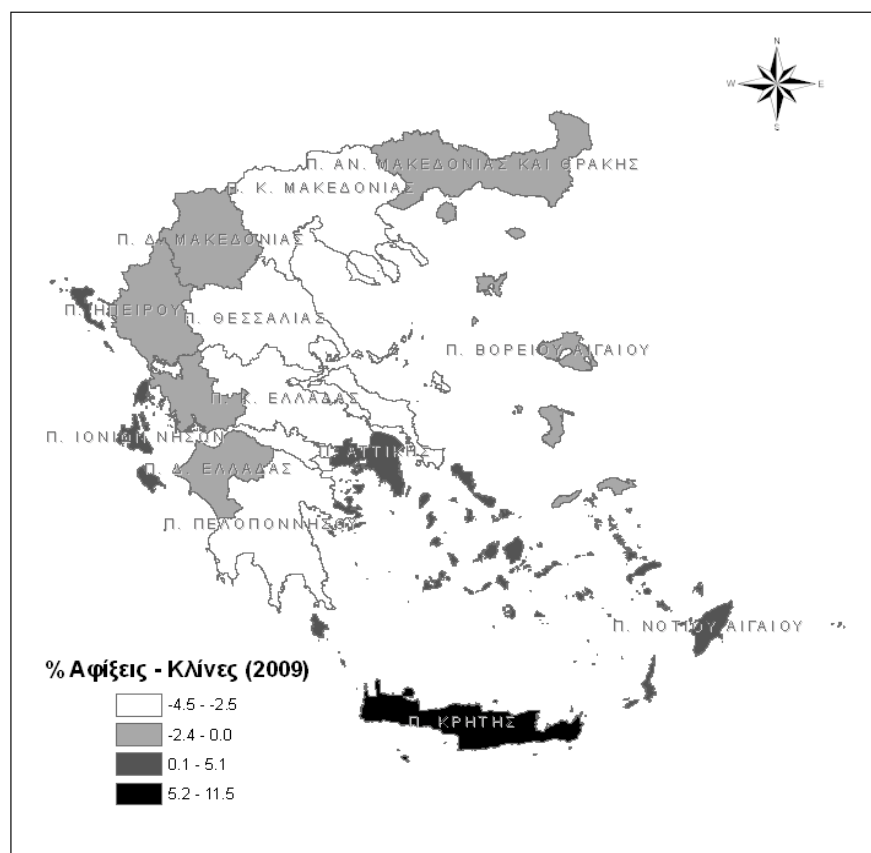 N
W E
S
Π. ΑΝ. ΜΑΚΕΔΟΝΙΑΣ ΚΑΙ ΘΡΑΚΗΣ
Π. Κ. ΜΑΚΕΔΟΝΙΑΣ
Π. Δ. ΜΑΚΕΔΟΝΙΑΣ
Π. ΗΠΕΙΡΟΥ
Π. ΘΕΣΣΑΛΙΑΣ
Π. ΒΟΡΕΙΟΥ ΑΙΓΑΙΟΥ
Π. Κ. ΕΛΛΑΔΑΣ
Π. ΙΟΝΙΩΝ ΝΗΣΩΝ
Π. ΑΤΤΙΚΗΣ
Π. Δ. ΕΛΛΑΔΑΣ
Π. ΠΕΛΟΠΟΝΝΗΣΟΥ
Π. ΝΟΤΙΟΥ ΑΙΓΑΙΟΥ
% Αφίξεις - Κλίνες (2009)
-4.5 - -2.5
-2.4 - 0.0
0.1 - 5.1
5.2 - 11.5
Π. ΚΡΗΤΗΣ